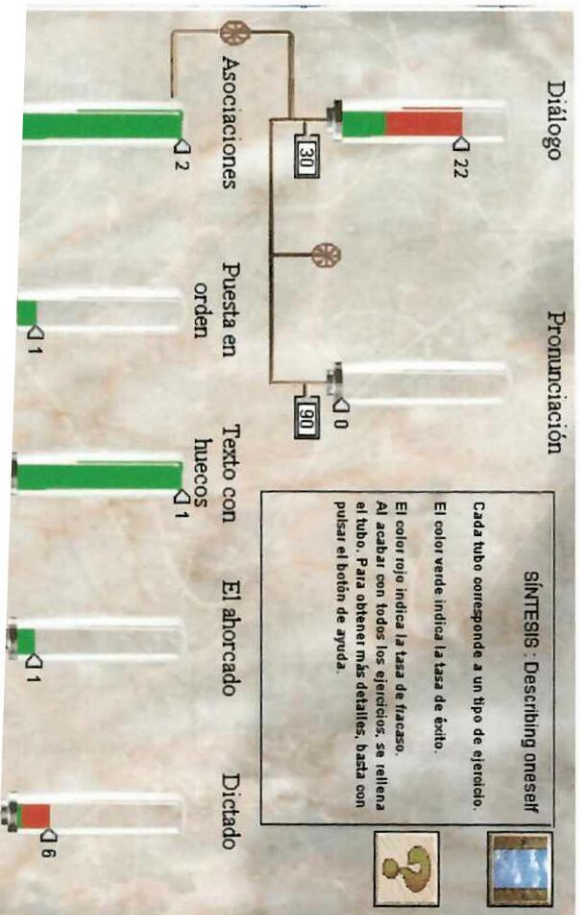 Diálogo
Pronunciación
SÍNTESIS : Describing oneself
Cada tubo corresponde a un tipo de ejercicio.
El color verde indica la tasa de éxito.
El color rojo indica la tasa de fracaso.
Al acabar con todos los ejercicios, se rellena
el tubo. Para obtener más detalles, basta con
pulsar el botón de ayuda.
22
0
30
90
Asociaciones
Puesta en
orden
Texto con
huecos
El ahorcado
Dictado
2
1
1
1
6